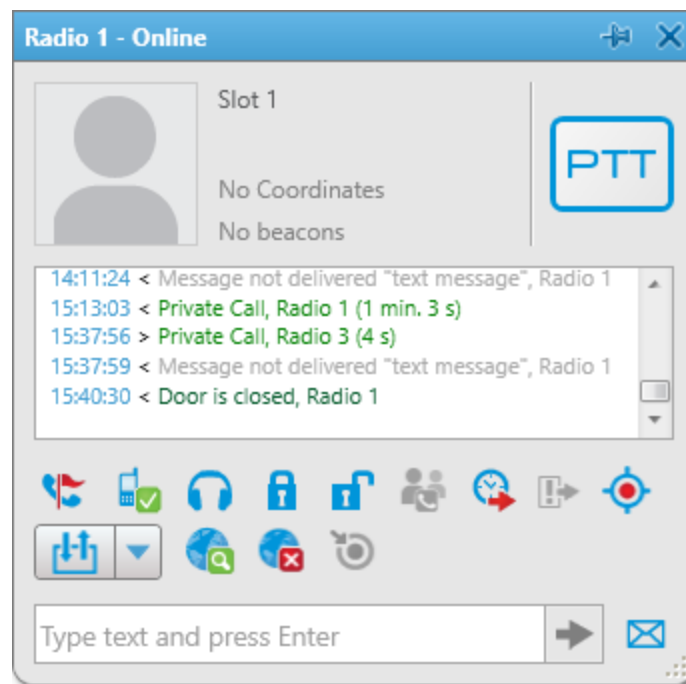 Radio 1 - Online
Slot 1
PTT
No Coordinates
No beacons
14:11:24 < Message not delivered "text message", Radio 1
15:13:03 < Private Call, Radio 1 (1 min. 3 s)
15:37:56 > Private Call, Radio 3 (4 s)
15:37:59 < Message not delivered "text message", Radio 1
15:40:30 < Door is closed, Radio 1
Type text and press Enter